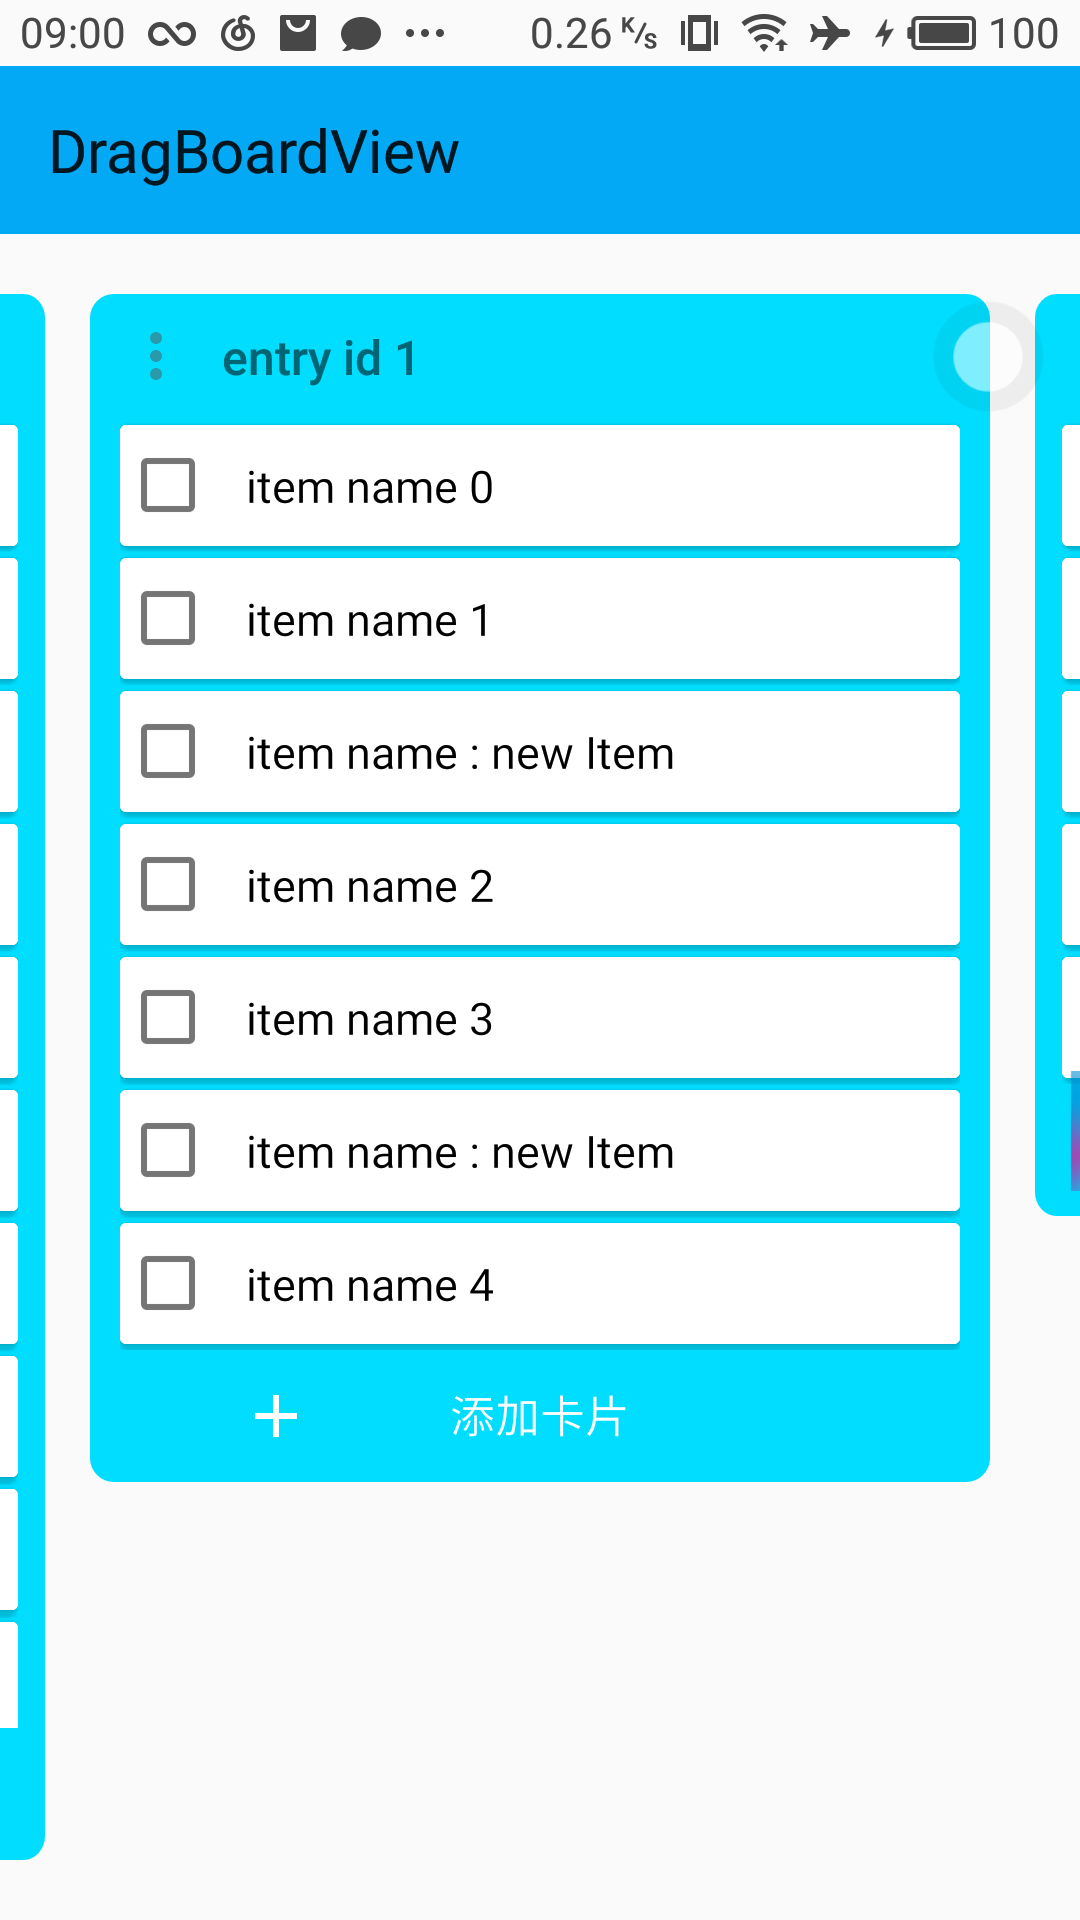 09:00 0.26 K/s 100
DragBoardView
entry id 1
item name 0
item name 1
item name : new Item
item name 2
item name 3
item name : new Item
item name 4
添加卡片